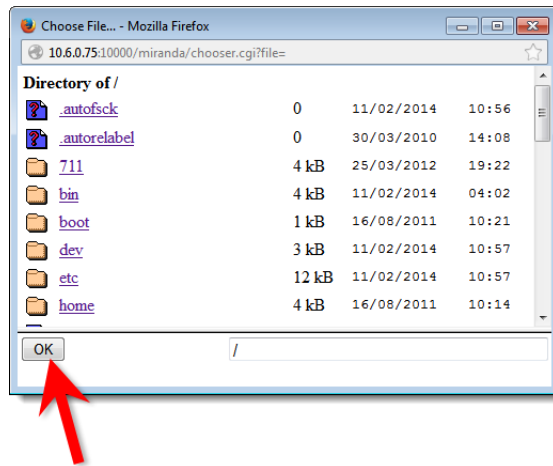 Choose File... - Mozilla Firefox
10.6.0.75:10000/miranda/chooser.cgi?file=
Directory of /
.autofsck 0 11/02/2014 10:56
.autorelabel 0 30/03/2010 14:08
711 4 kB 25/03/2012 19:22
bin 4 kB 11/02/2014 04:02
boot 1 kB 16/08/2011 10:21
dev 3 kB 11/02/2014 10:57
etc 12 kB 11/02/2014 10:57
home 4 kB 16/08/2011 10:14
OK /